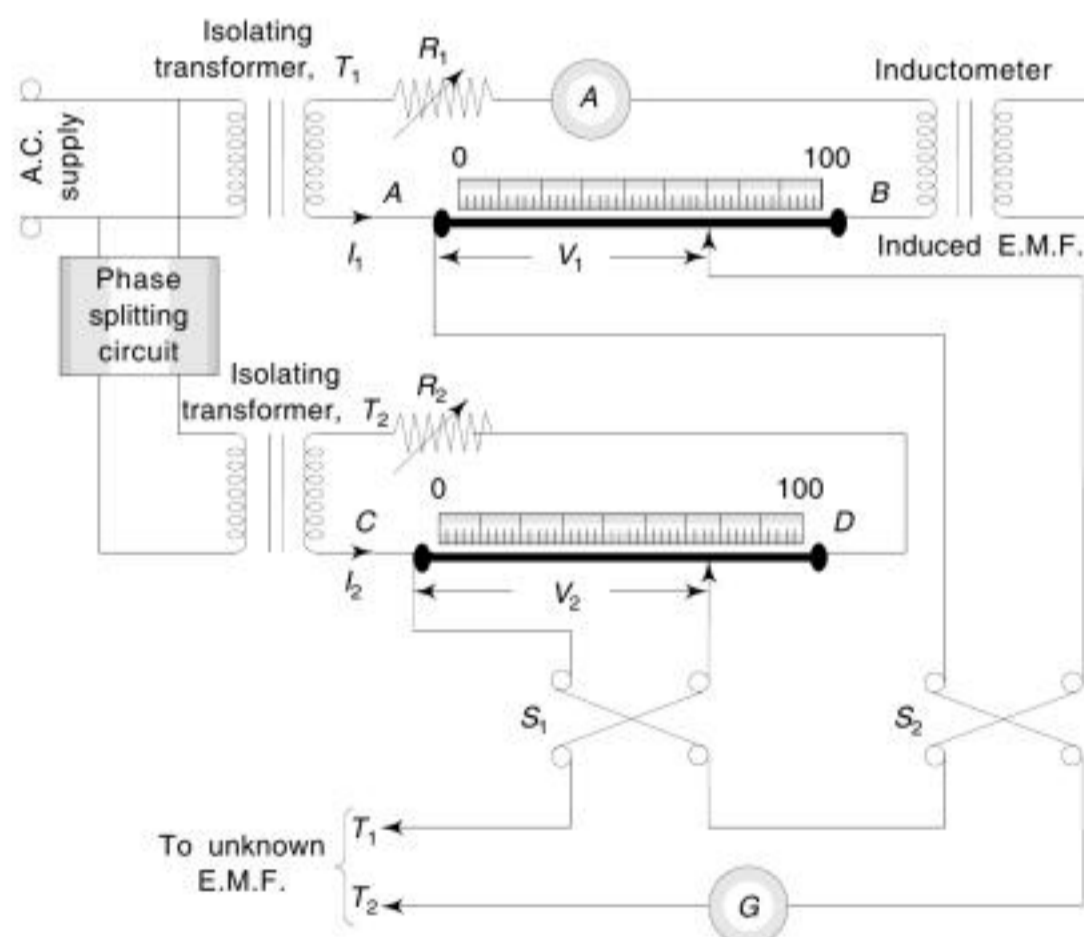 Isolating
transformer, T1
R1
A
Inductometer
A.C.
supply
0
100
A
B
I1
V1
Induced E.M.F.
Phase
splitting
circuit
Isolating
transformer, T2
R2
0
100
C
D
I2
V2
S1
S2
To unknown
E.M.F.
T1
T2
G